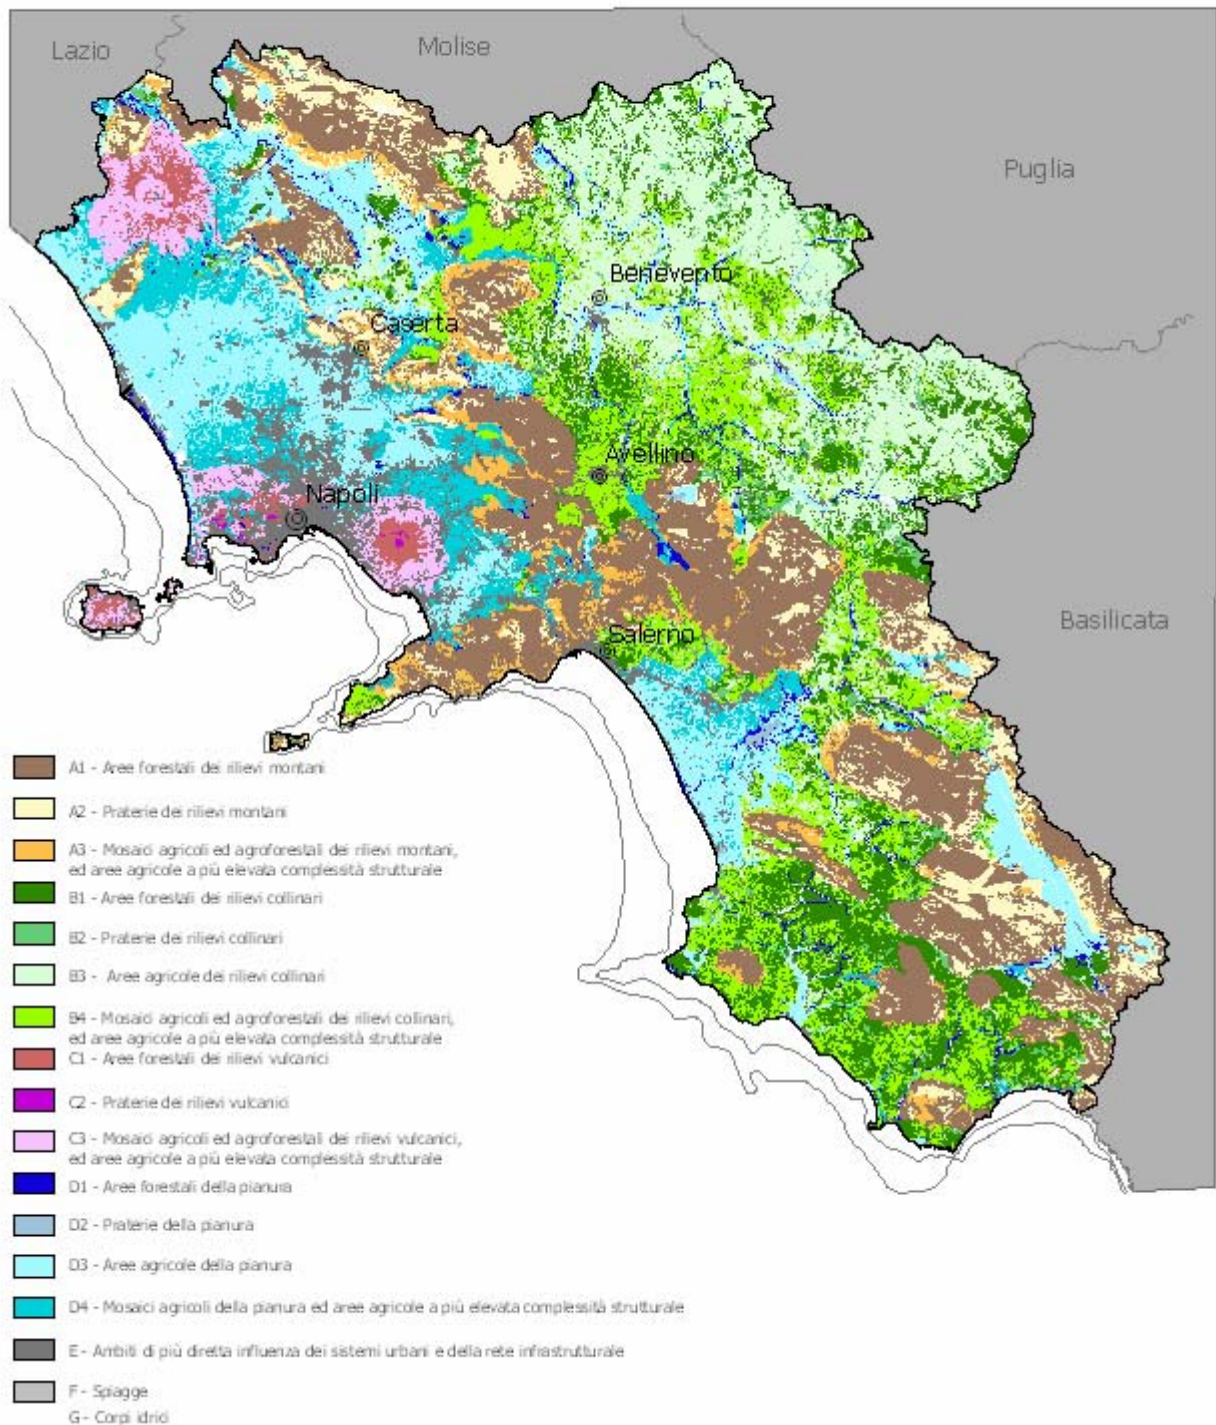 Lazio
Molise
Puglia
Benevento
Caserta
Avellino
Napoli
Salerno
Basilicata
A1 - Aree forestali dei rilievi montani
A2 - Praterie dei rilievi montani
A3 - Mosaici agricoli ed agroforestali dei rilievi montani,
ed aree agricole a più elevata complessità strutturale
B1 - Aree forestali dei rilievi collinari
B2 - Praterie dei rilievi collinari
B3 - Aree agricole dei rilievi collinari
B4 - Mosaici agricoli ed agroforestali dei rilievi collinari,
ed aree agricole a più elevata complessità strutturale
C1 - Aree forestali dei rilievi vulcanici
C2 - Praterie dei rilievi vulcanici
C3 - Mosaici agricoli ed agroforestali dei rilievi vulcanici,
ed aree agricole a più elevata complessità strutturale
D1 - Aree forestali della pianura
D2 - Praterie della pianura
D3 - Aree agricole della pianura
D4 - Mosaici agricoli della pianura ed aree agricole a più elevata complessità strutturale
E - Ambiti di più diretta influenza dei sistemi urbani e della rete infrastrutturale
F - Spiagge
G - Corpi idrici